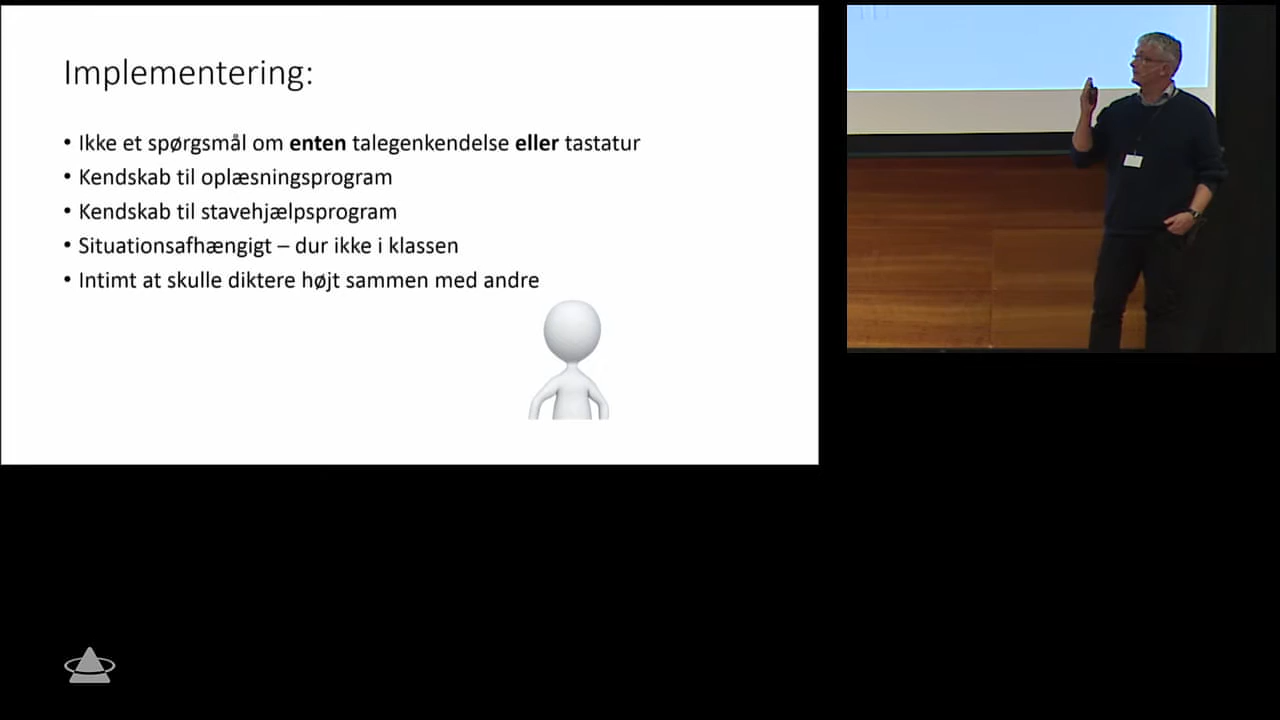 Implementering:
• Ikke et spørgsmål om enten talegenkendelse eller tastatur
• Kendskab til oplæsningsprogram
• Kendskab til stavehjælpsprogram
• Situationsafhængigt – dur ikke i klassen
• Intimt at skulle diktere højt sammen med andre